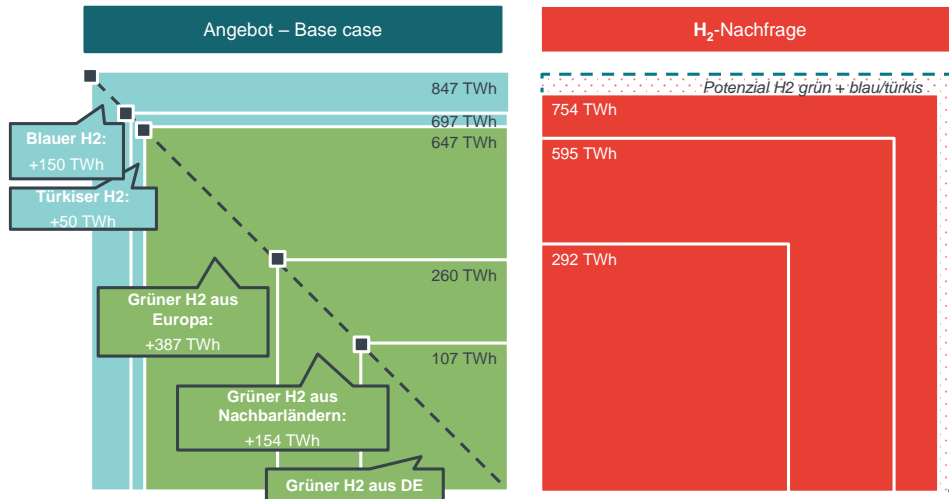 Angebot – Base case
H₂-Nachfrage
847 TWh
697 TWh
647 TWh
260 TWh
107 TWh
Blauer H2:
+150 TWh
Türkiser H2:
+50 TWh
Grüner H2 aus
Europa:
+387 TWh
Grüner H2 aus
Nachbarländern:
+154 TWh
Grüner H2 aus DE
Potenzial H2 grün + blau/türkis
754 TWh
595 TWh
292 TWh